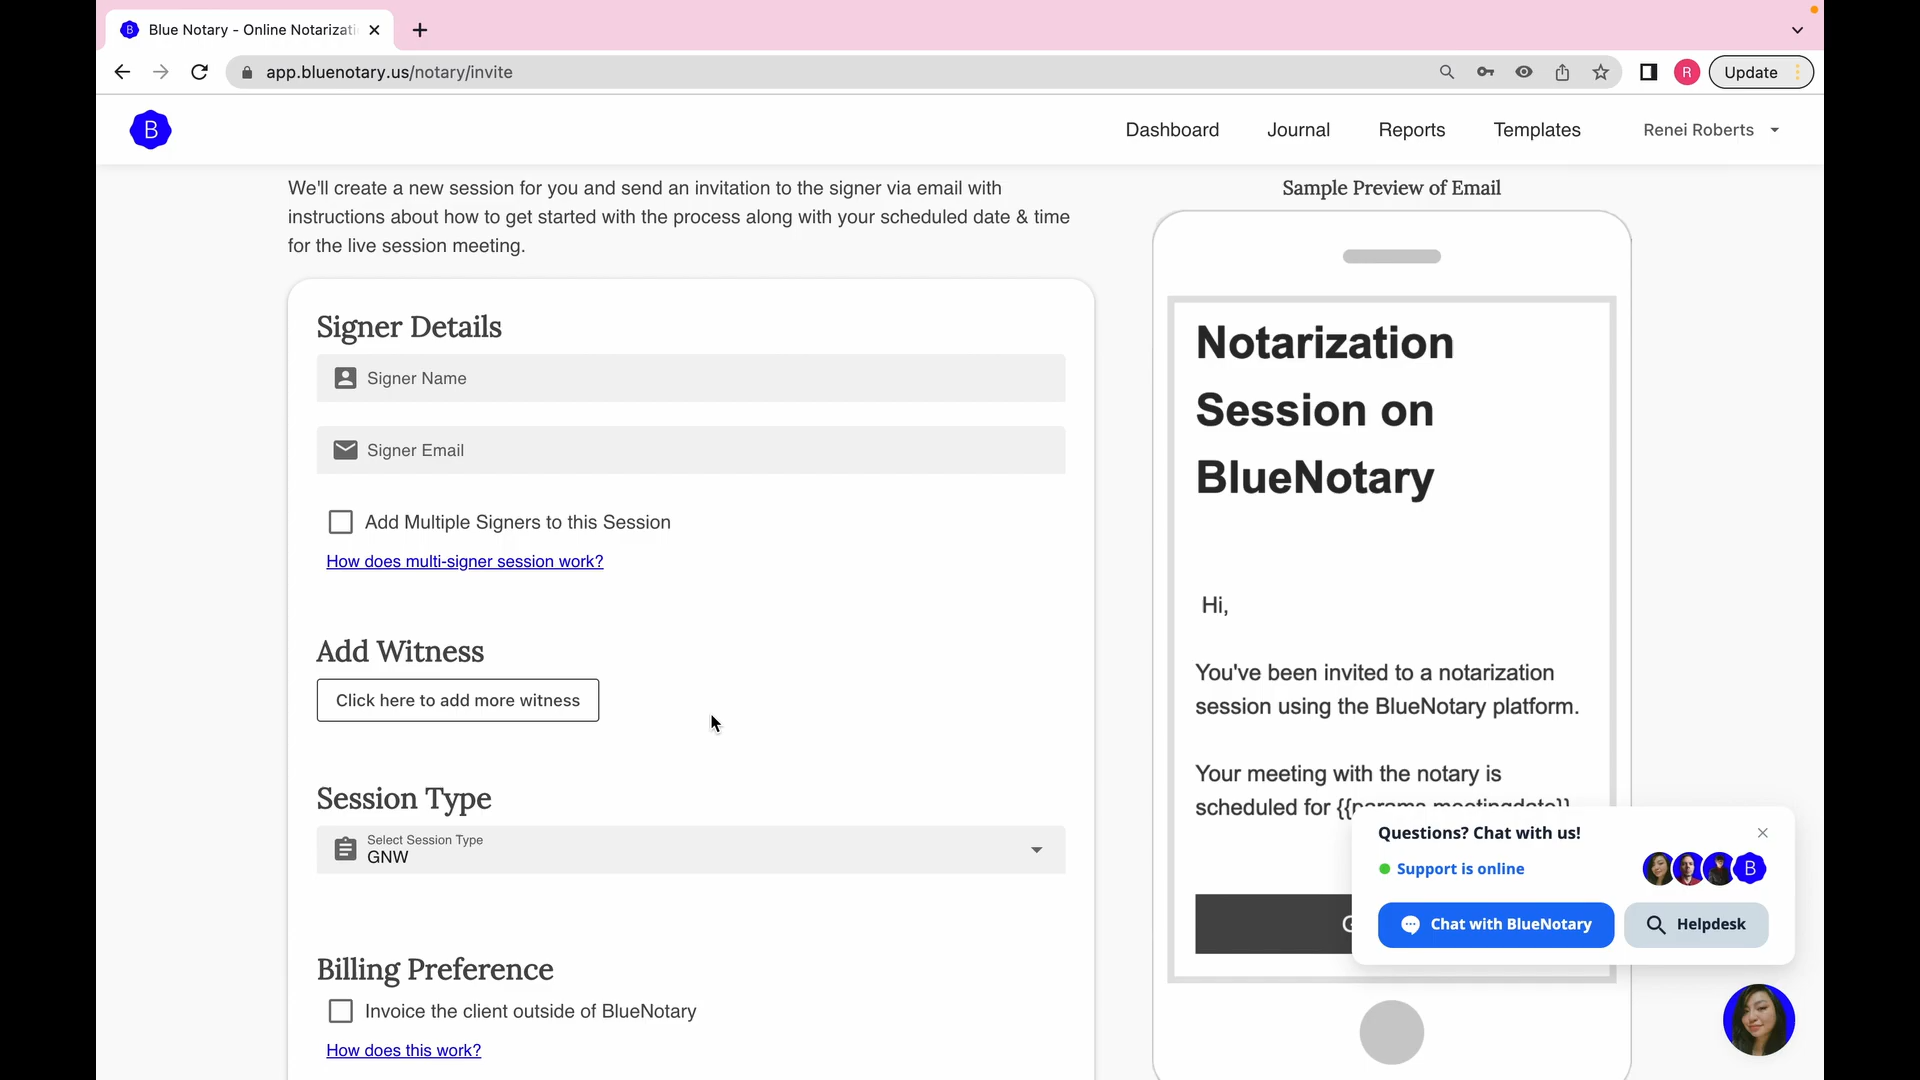 Blue Notary - Online Notarizati
app.bluenotary.us/notary/invite
R
Update
B
Dashboard
Journal
Reports
Templates
Renei Roberts
We'll create a new session for you and send an invitation to the signer via email with
instructions about how to get started with the process along with your scheduled date & time
for the live session meeting.
Signer Details
Signer Name
Signer Email
Add Multiple Signers to this Session
How does multi-signer session work?
Add Witness
Click here to add more witness
Session Type
Select Session Type
GNW
Billing Preference
Invoice the client outside of BlueNotary
How does this work?
Sample Preview of Email
Notarization
Session on
BlueNotary
Hi,
You've been invited to a notarization
session using the BlueNotary platform.
Your meeting with the notary is
scheduled for {{params.meetingdate}}
Questions? Chat with us!
Support is online
B
Chat with BlueNotary
Helpdesk